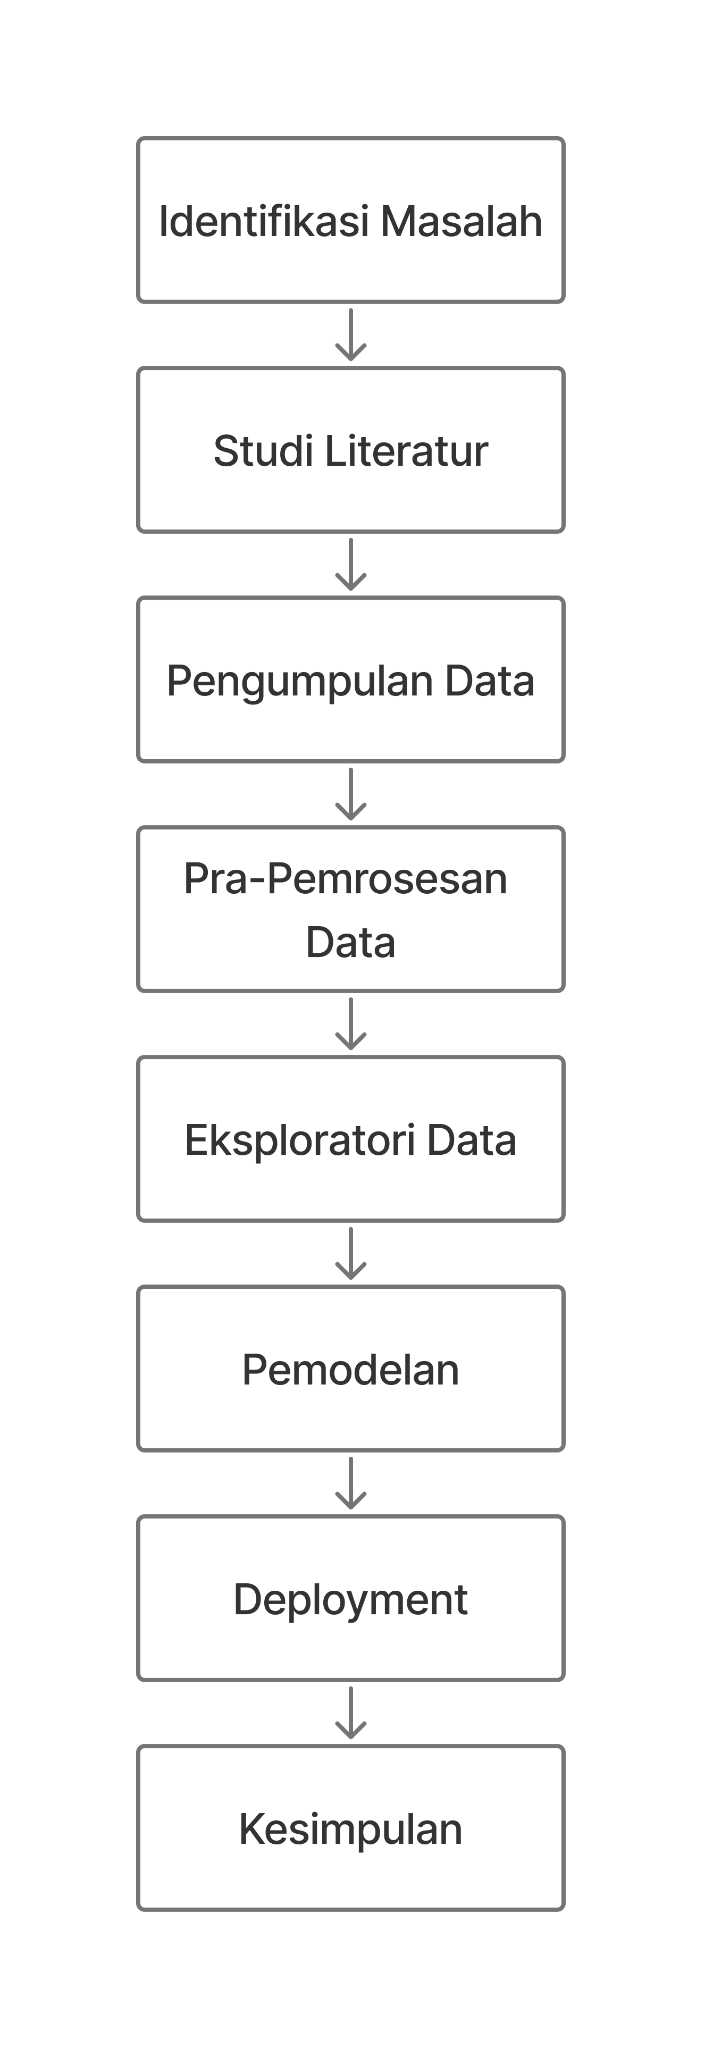 Identifikasi Masalah
Studi Literatur
Pengumpulan Data
Pra-Pemrosesan
Data
Eksploratori Data
Pemodelan
Deployment
Kesimpulan